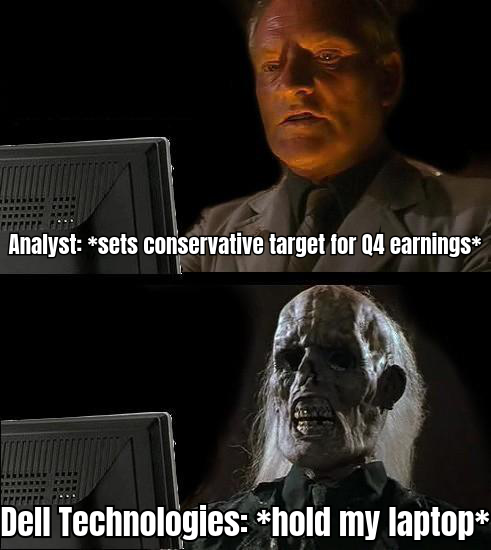 Analyst: *sets conservative target for Q4 earnings*
Dell Technologies: *hold my laptop*